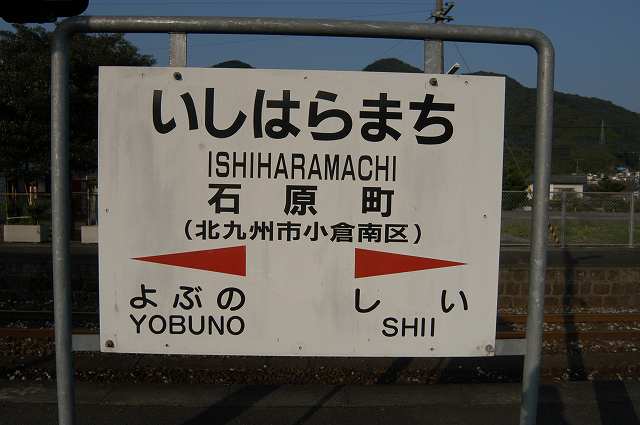 いしはらまち
ISHIHARAMACHI
石原町
（北九州市小倉南区）
よぶの しい
YOBUNO SHII